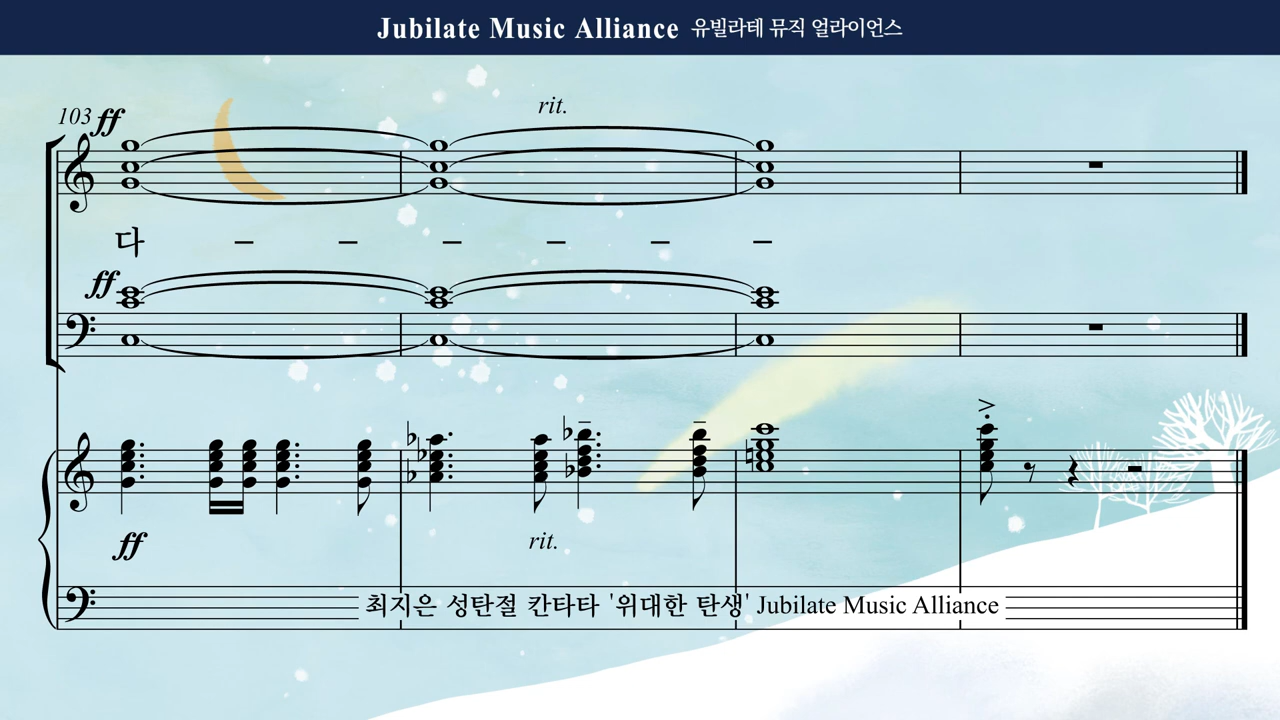 Jubilate Music Alliance 유빌라테 뮤직 얼라이언스
103 ff
rit.
다 – – – – – –
ff
ff
rit.
최지은 성탄절 칸타타 '위대한 탄생' Jubilate Music Alliance